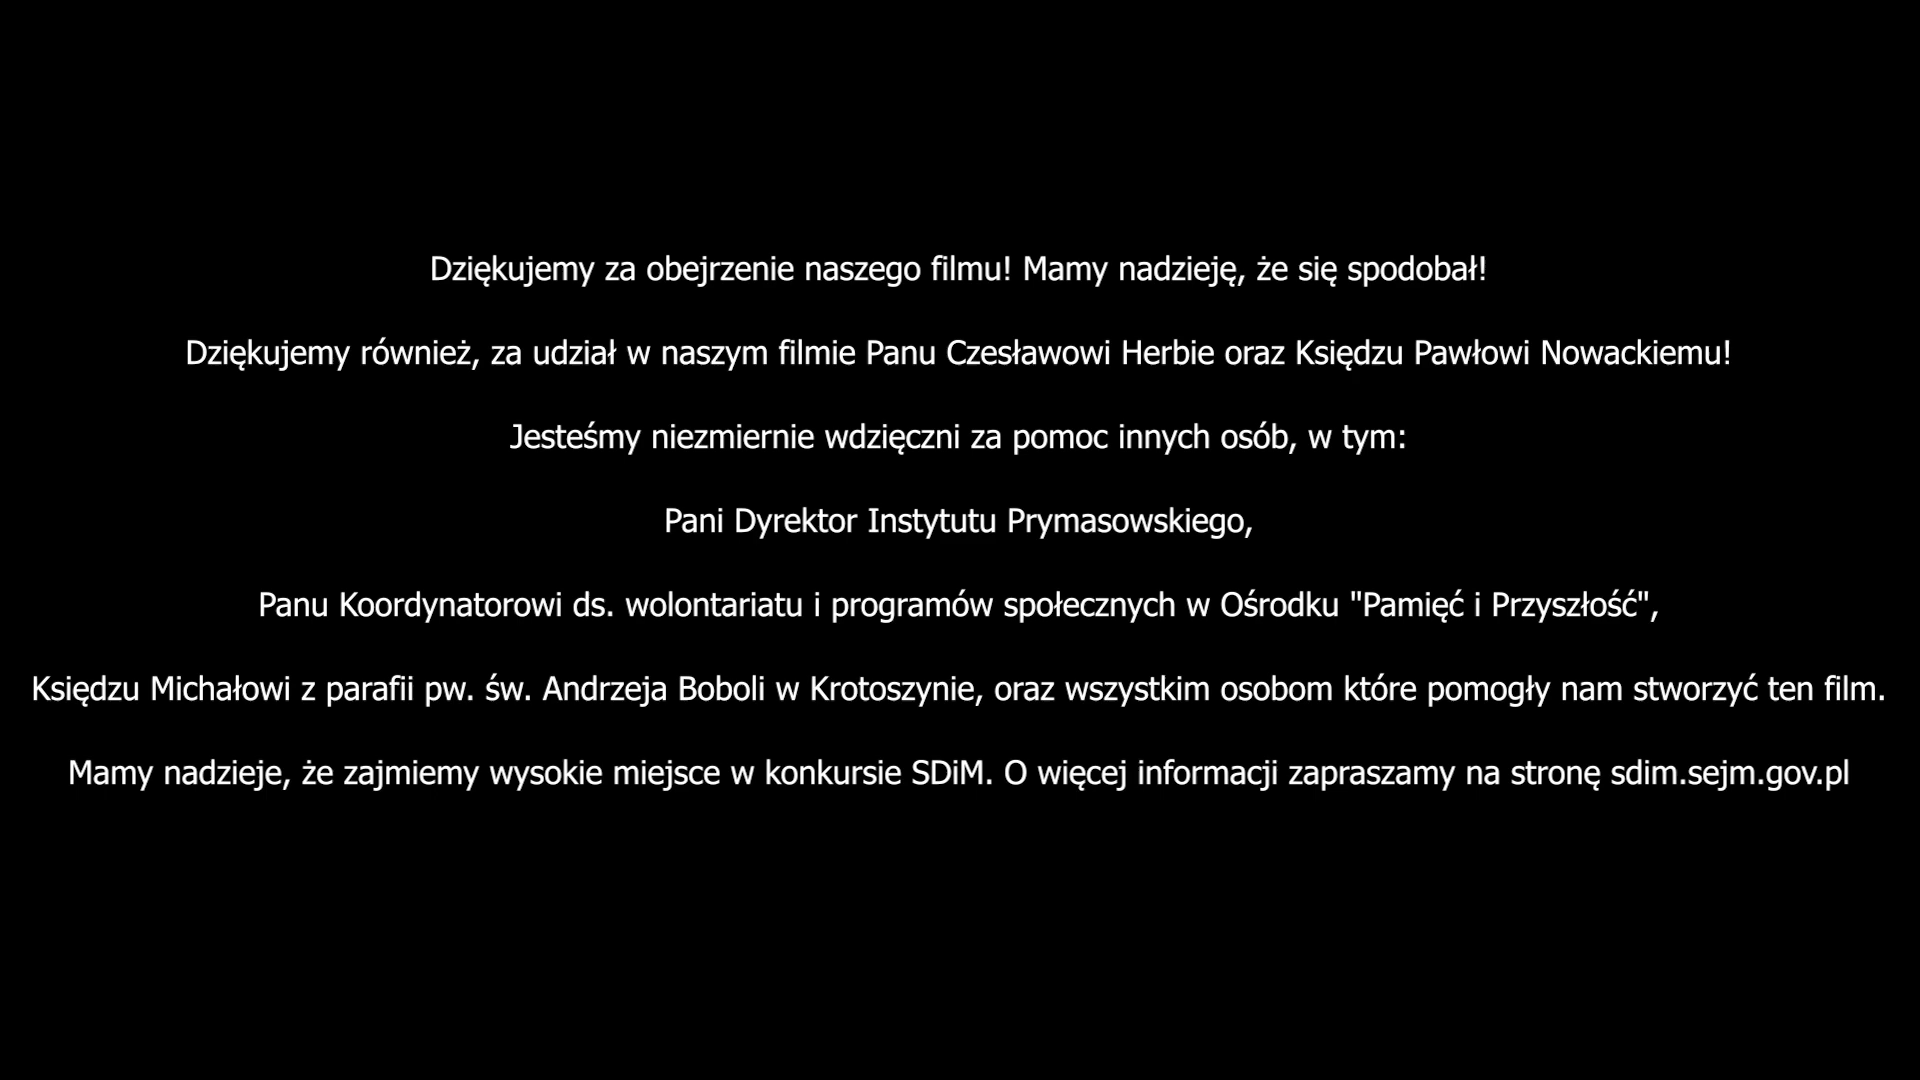 Dziękujemy za obejrzenie naszego filmu! Mamy nadzieję, że się spodobał!
Dziękujemy również, za udział w naszym filmie Panu Czesławowi Herbie oraz Księdzu Pawłowi Nowackiemu!
Jesteśmy niezmiernie wdzięczni za pomoc innych osób, w tym:
Pani Dyrektor Instytutu Prymasowskiego,
Panu Koordynatorowi ds. wolontariatu i programów społecznych w Ośrodku "Pamięć i Przyszłość",
Księdzu Michałowi z parafii pw. św. Andrzeja Boboli w Krotoszynie, oraz wszystkim osobom które pomogły nam stworzyć ten film.
Mamy nadzieje, że zajmiemy wysokie miejsce w konkursie SDiM. O więcej informacji zapraszamy na stronę sdim.sejm.gov.pl